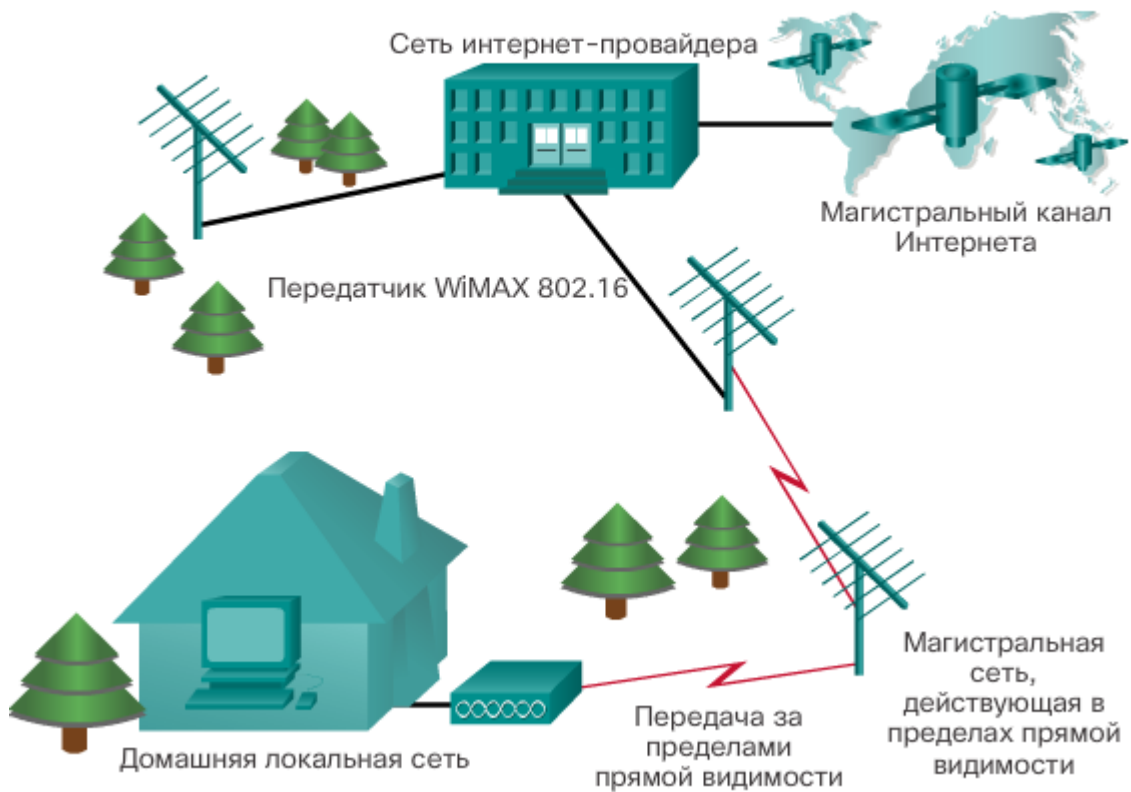 Сеть интернет-провайдера
Магистральный канал
Интернета
Передатчик WiMAX 802.16
Магистральная
сеть,
действующая в
пределах прямой
видимости
Передача за
пределами
прямой видимости
Домашняя локальная сеть